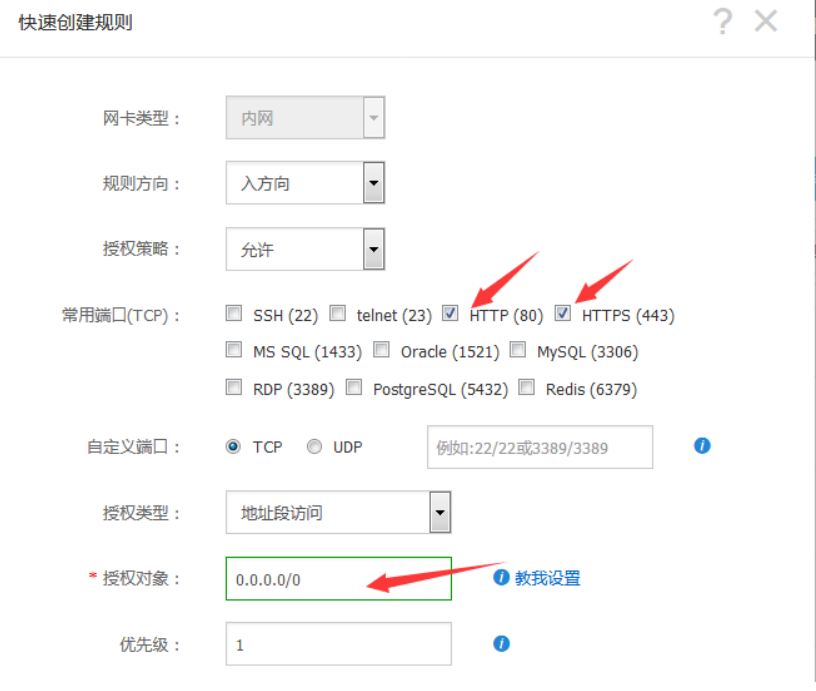 快速创建规则
网卡类型： 内网
规则方向： 入方向
授权策略： 允许
常用端口(TCP)： SSH (22) telnet (23) HTTP (80) HTTPS (443)
MS SQL (1433) Oracle (1521) MySQL (3306)
RDP (3389) PostgreSQL (5432) Redis (6379)
自定义端口： TCP UDP 例如:22/22或3389/3389
授权类型： 地址段访问
* 授权对象： 0.0.0.0/0 教我设置
优先级： 1